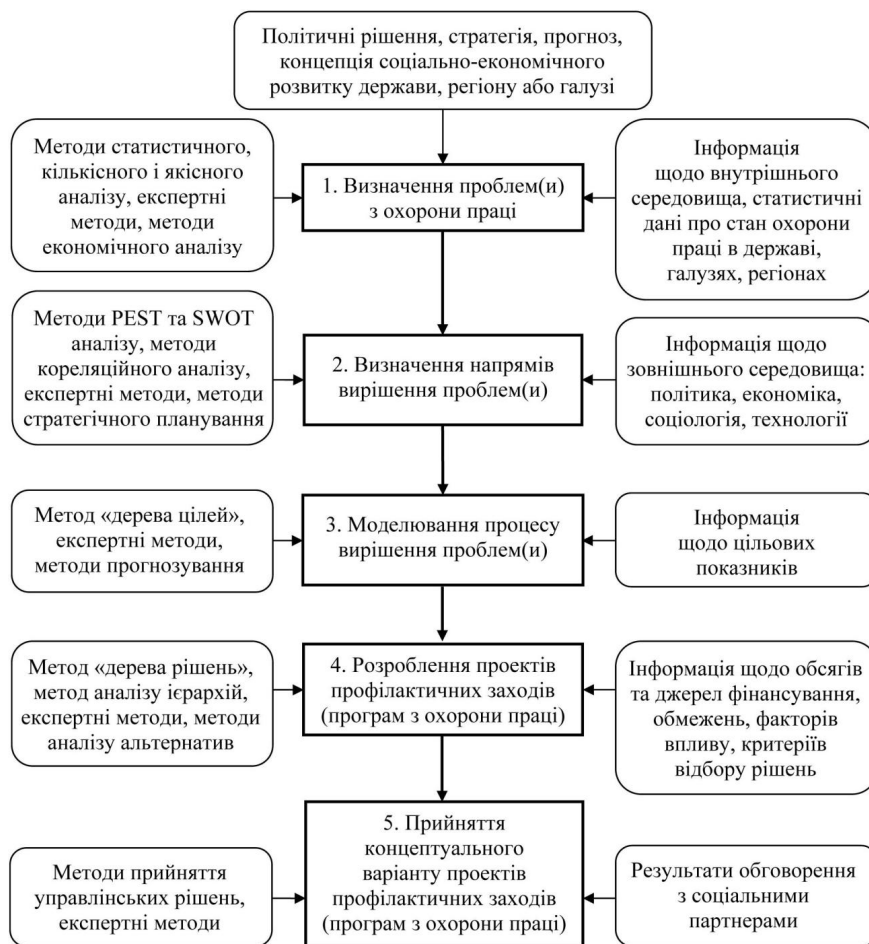 Політичні рішення, стратегія, прогноз,
концепція соціально-економічного
розвитку держави, регіону або галузі
Методи статистичного,
кількісного і якісного
аналізу, експертні
методи, методи
економічного аналізу
1. Визначення проблем(и)
з охорони праці
Інформація
щодо внутрішнього
середовища, статистичні
дані про стан охорони
праці в державі,
галузях, регіонах
Методи PEST та SWOT
аналізу, методи
кореляційного аналізу,
експертні методи, методи
стратегічного планування
2. Визначення напрямів
вирішення проблем(и)
Інформація щодо
зовнішнього середовища:
політика, економіка,
соціологія, технології
Метод «дерева цілей»,
експертні методи,
методи прогнозування
3. Моделювання процесу
вирішення проблем(и)
Інформація
щодо цільових
показників
Метод «дерева рішень»,
метод аналізу ієрархій,
експертні методи, методи
аналізу альтернатив
4. Розроблення проектів
профілактичних заходів
(програм з охорони праці)
Інформація щодо обсягів
та джерел фінансування,
обмежень, факторів
впливу, критеріїв
відбору рішень
Методи прийняття
управлінських рішень,
експертні методи
5. Прийняття
концептуального
варіанту проектів
профілактичних заходів
(програм з охорони праці)
Результати обговорення
з соціальними
партнерами